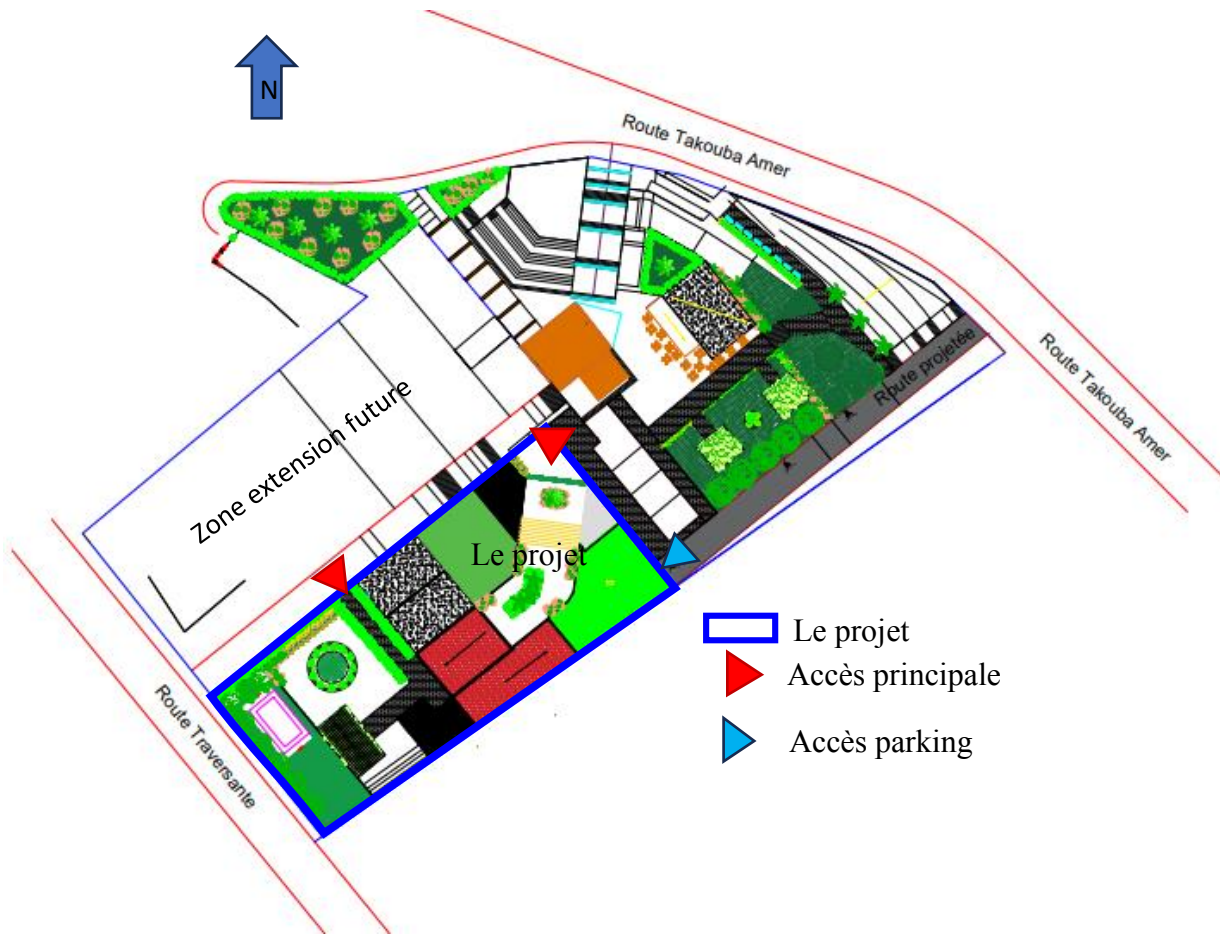 N
Route Takouba Amer
Route projetée
Route Takouba Amer
Zone extension future
Le projet
Route Traversante
Le projet
Accès principale
Accès parking